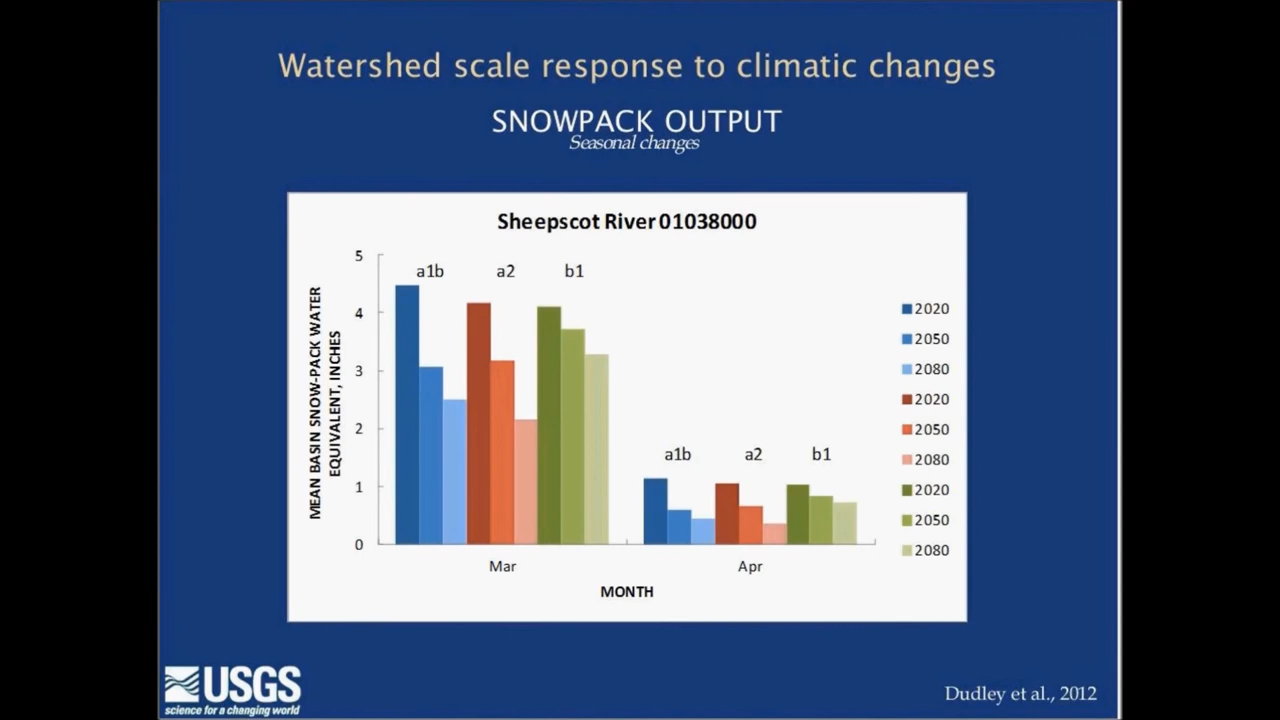 Watershed scale response to climatic changes
SNOWPACK OUTPUT
Seasonal changes
Sheepscot River 01038000
MEAN BASIN SNOW-PACK WATER
EQUIVALENT, INCHES
5
4
3
2
1
0
a1b a2 b1
a1b a2 b1
Mar Apr
MONTH
2020
2050
2080
2020
2050
2080
2020
2050
2080
USGS
science for a changing world
Dudley et al., 2012